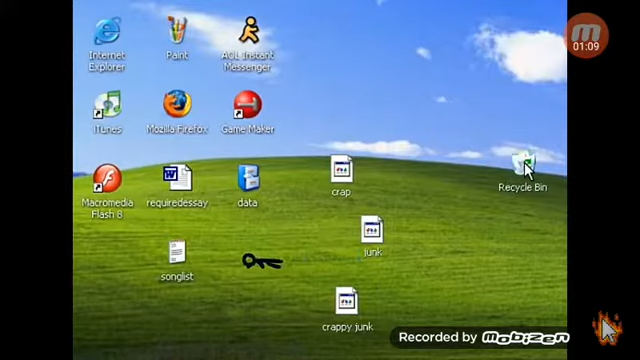 01:09
Internet
Explorer
Paint
AOL Instant
Messenger
iTunes
Mozilla Firefox
Game Maker
Recycle Bin
crap
Macromedia
Flash 8
requiredessay
data
junk
songlist
crappy junk
Recorded by mobizen